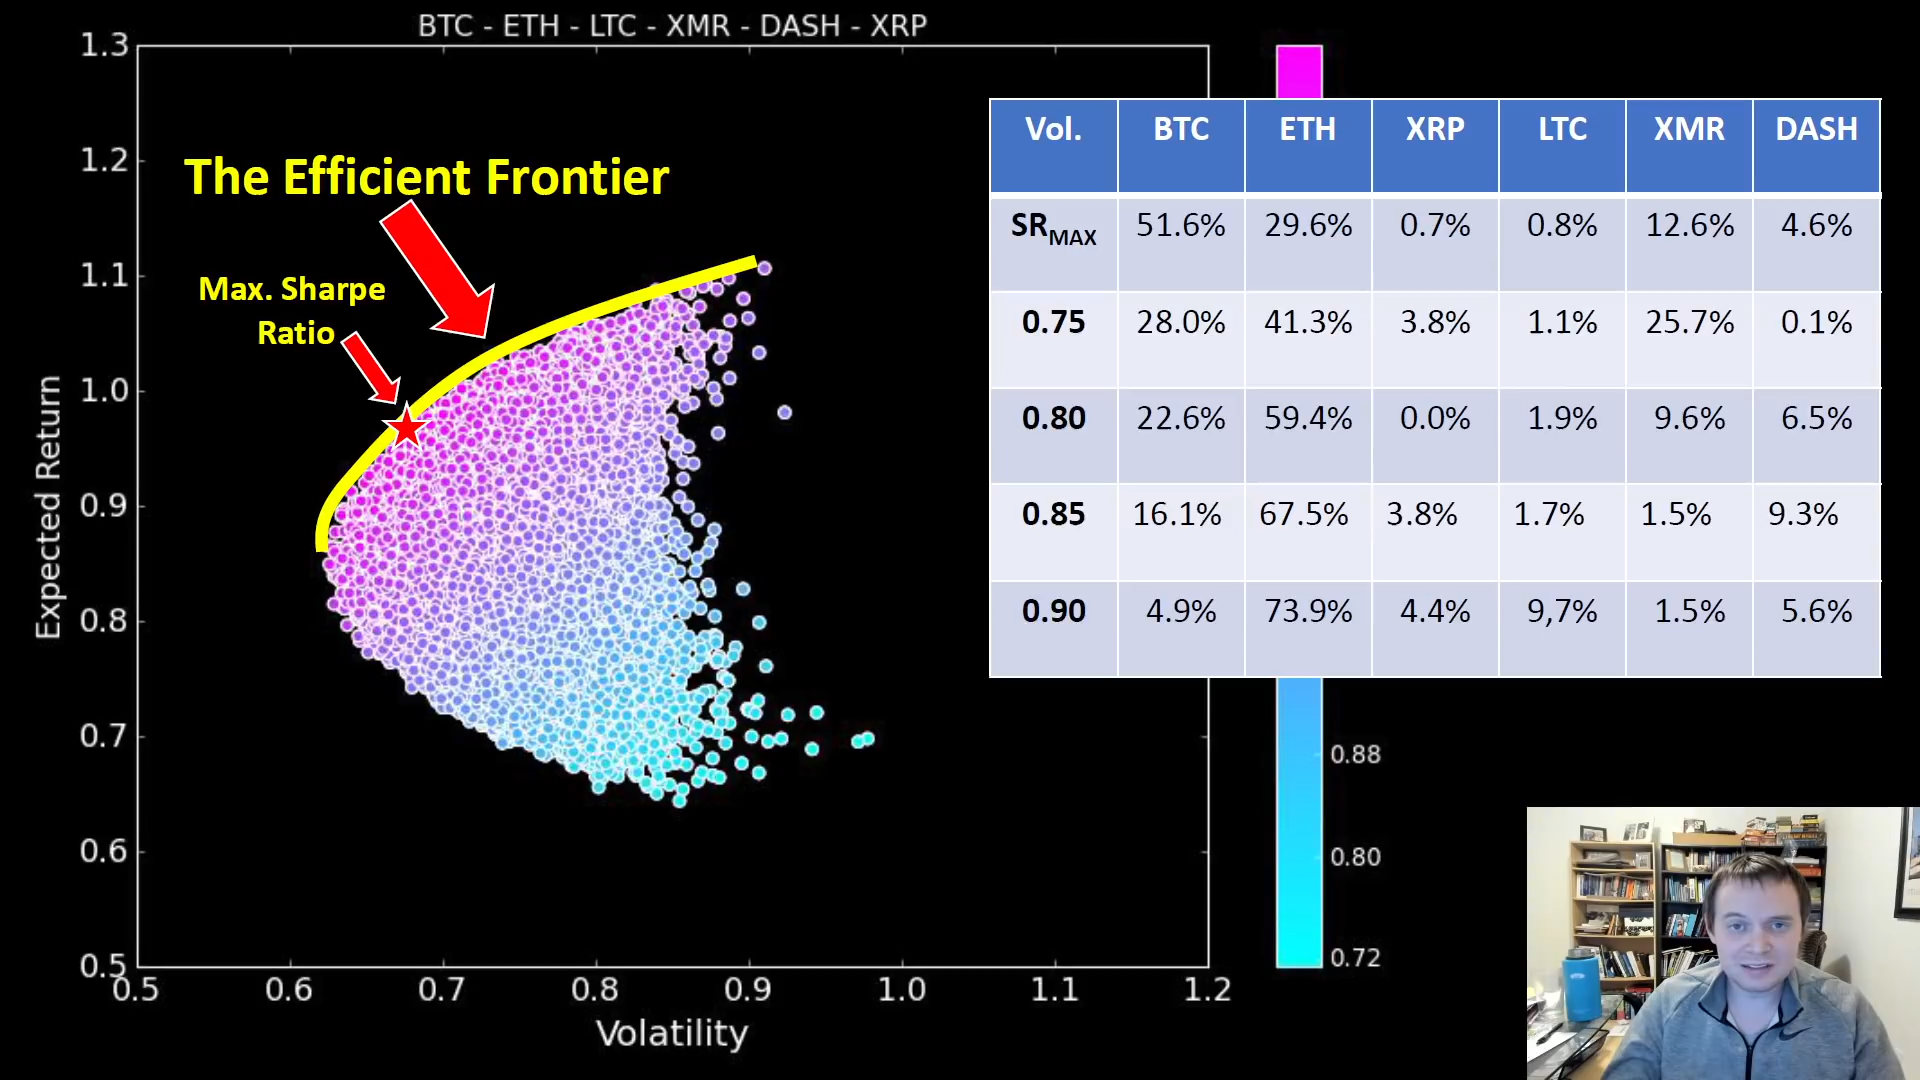 BTC - ETH - LTC - XMR - DASH - XRP
1.3
1.2
1.1
1.0
0.9
0.8
0.7
0.6
0.5
Expected Return
The Efficient Frontier
Max. Sharpe
Ratio
0.5 0.6 0.7 0.8 0.9 1.0 1.1 1.2
Volatility
Vol. BTC ETH XRP LTC XMR DASH
SRMAX 51.6% 29.6% 0.7% 0.8% 12.6% 4.6%
0.75 28.0% 41.3% 3.8% 1.1% 25.7% 0.1%
0.80 22.6% 59.4% 0.0% 1.9% 9.6% 6.5%
0.85 16.1% 67.5% 3.8% 1.7% 1.5% 9.3%
0.90 4.9% 73.9% 4.4% 9,7% 1.5% 5.6%
0.88
0.80
0.72